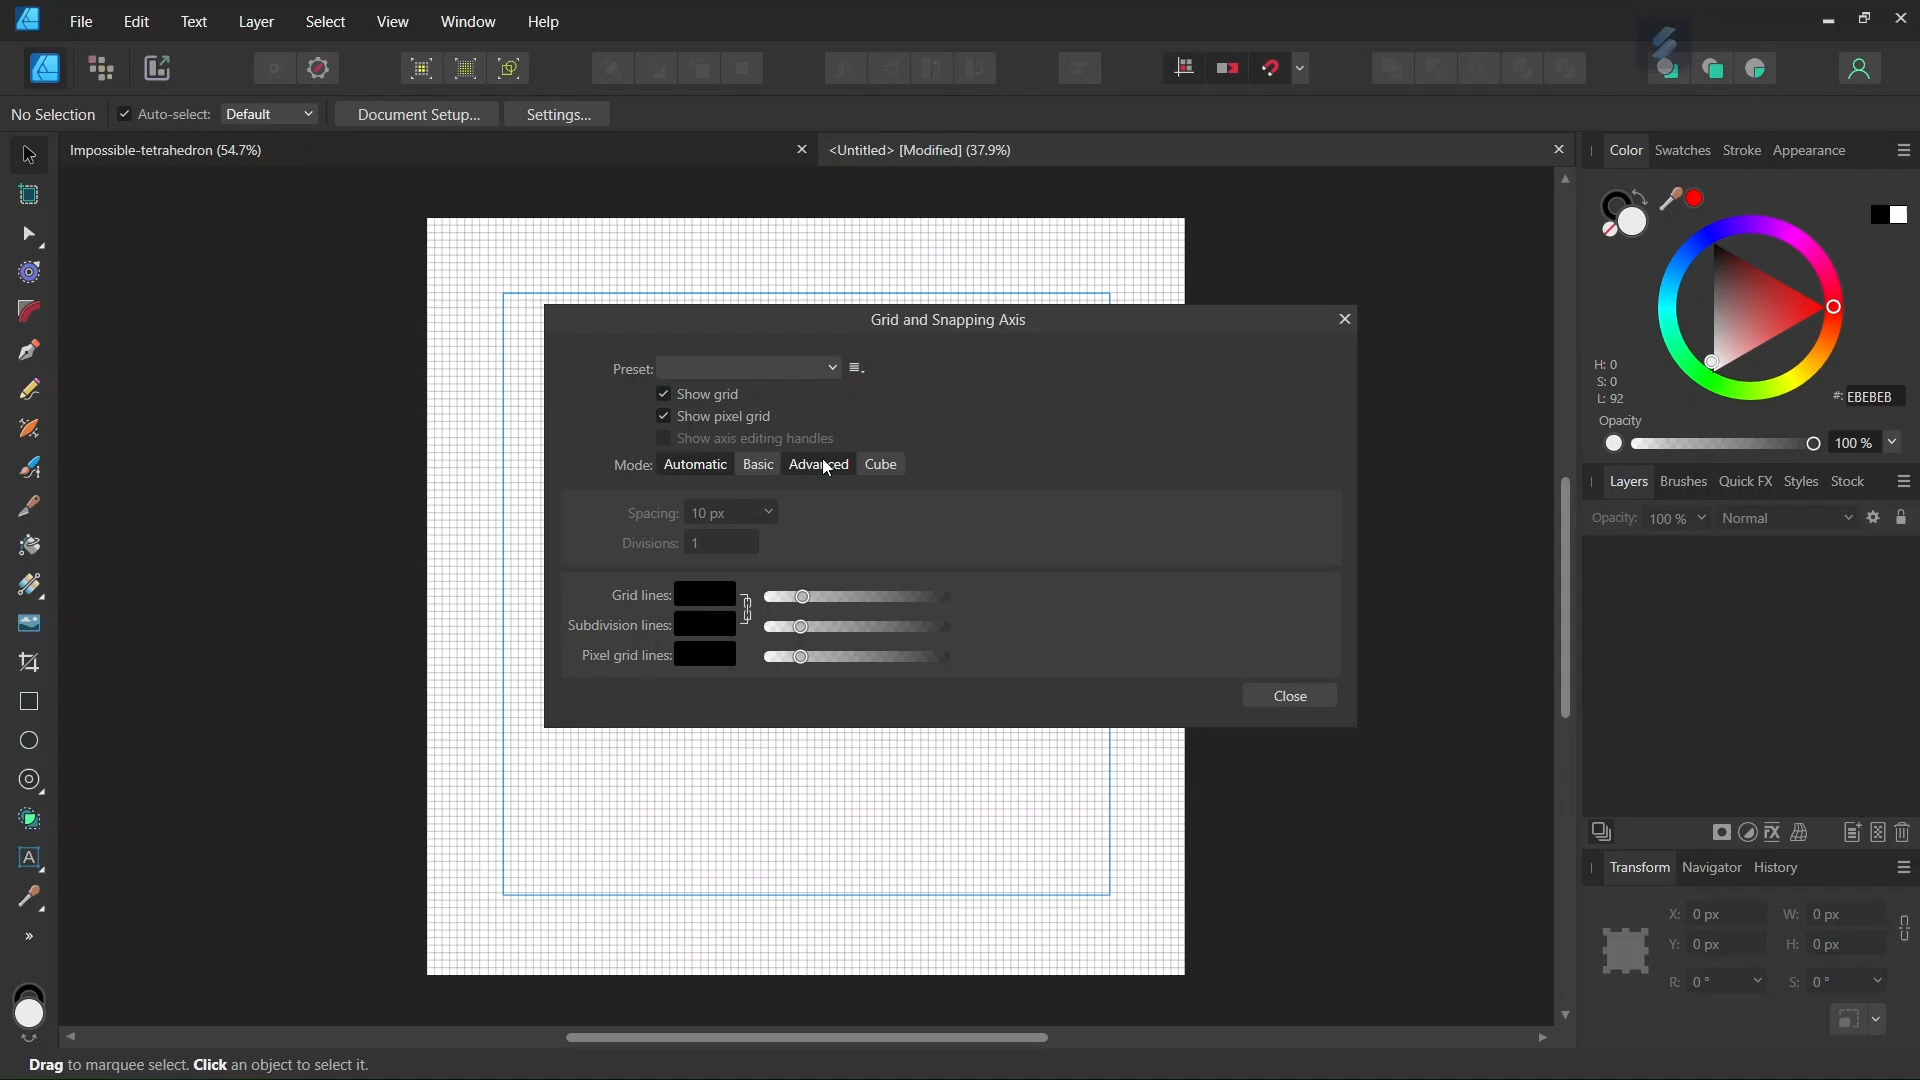 File Edit Text Layer Select View Window Help
No Selection Auto-select: Default Document Setup... Settings...
Impossible-tetrahedron (54.7%) <Untitled> [Modified] (37.9%)
Color Swatches Stroke Appearance
H: 0
S: 0
L: 92
#: EBEBEB
Opacity
100 %
Grid and Snapping Axis
Preset:
Show grid
Show pixel grid
Show axis editing handles
Mode: Automatic Basic Advanced Cube
Spacing: 10 px
Divisions: 1
Grid lines:
Subdivision lines:
Pixel grid lines:
Close
Layers Brushes Quick FX Styles Stock
Opacity: 100 % Normal
Transform Navigator History
X: 0 px W: 0 px
Y: 0 px H: 0 px
R: 0 ° S: 0 °
Drag to marquee select. Click an object to select it.